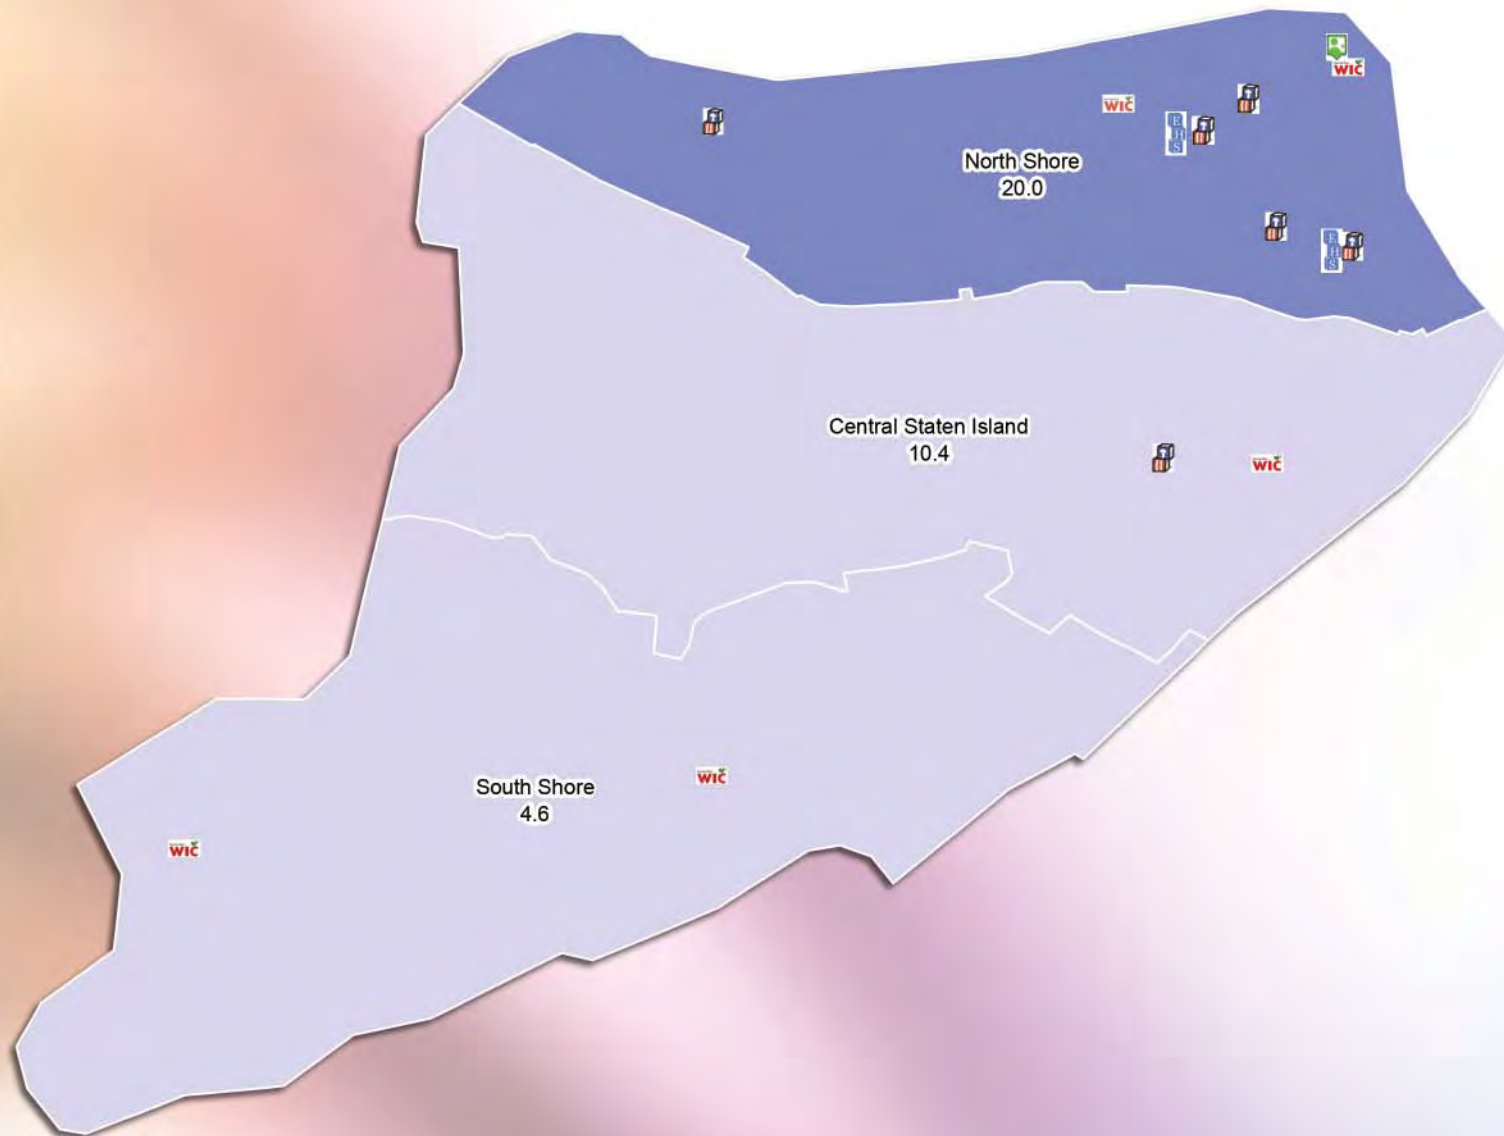 WIC
WIC
E
H
S
North Shore
20.0
E
H
S
Central Staten Island
10.4
WIC
South Shore
4.6
WIC
WIC